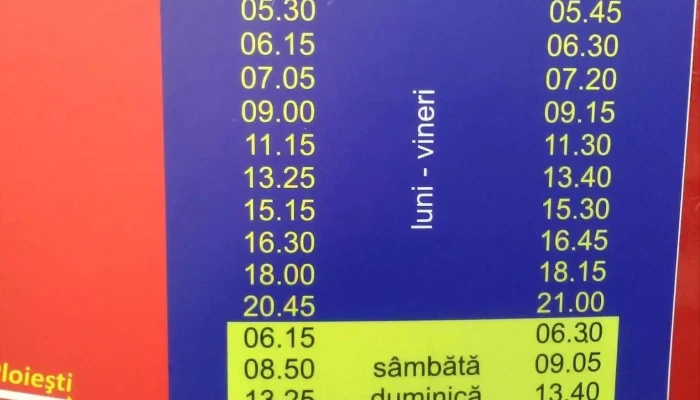 05.30 05.45
06.15 06.30
07.05 07.20
09.00 09.15
11.15 11.30
13.25 13.40
15.15 15.30
16.30 16.45
18.00 18.15
20.45 21.00
luni - vineri
06.15 06.30
08.50 sâmbătă 09.05
13.25 duminică 13.40
loiești